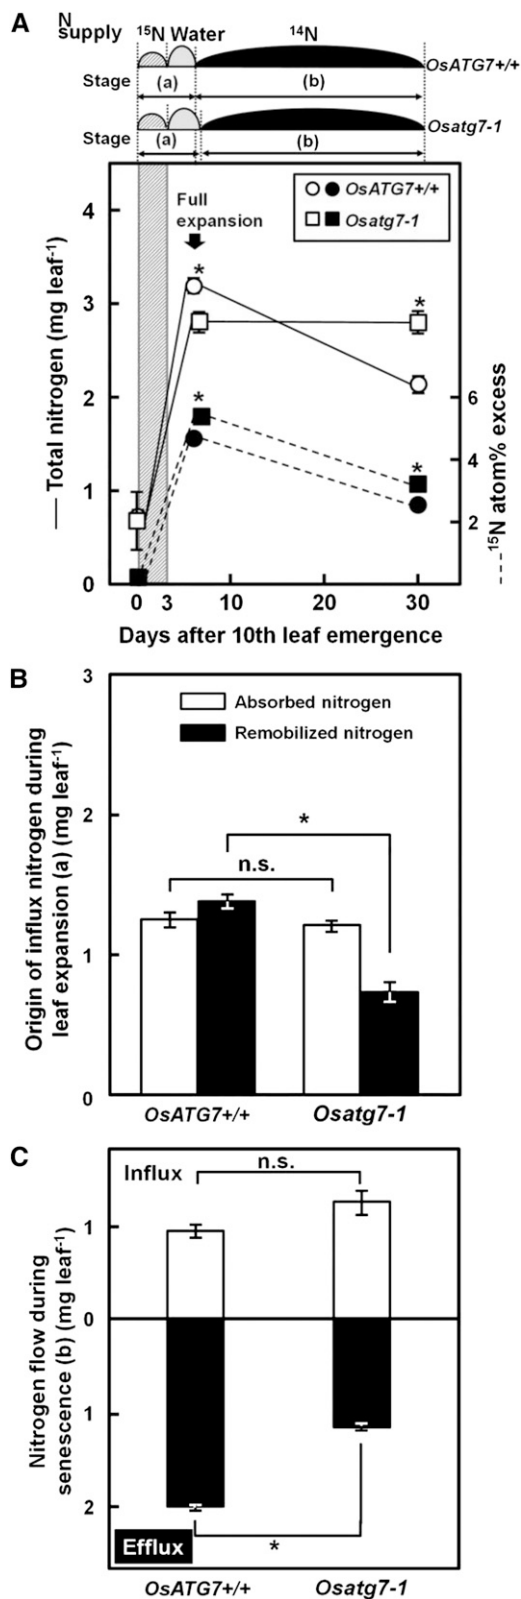 A
N supply 15N Water 14N
Stage (a) (b) OsATG7+/+
Stage (a) (b) Osatg7-1
Full expansion
OsATG7+/+
Osatg7-1
*
*
*
*
— Total nitrogen (mg leaf-1)
4
3
2
1
0
---15N atom% excess
6
4
2
0 3 10 20 30
Days after 10th leaf emergence
B
Origin of influx nitrogen during
leaf expansion (a) (mg leaf-1)
3
2
1
0
Absorbed nitrogen
Remobilized nitrogen
*
n.s.
OsATG7+/+ Osatg7-1
C
Nitrogen flow during
senescence (b) (mg leaf-1)
Influx
n.s.
1
0
1
2
Efflux
*
OsATG7+/+ Osatg7-1